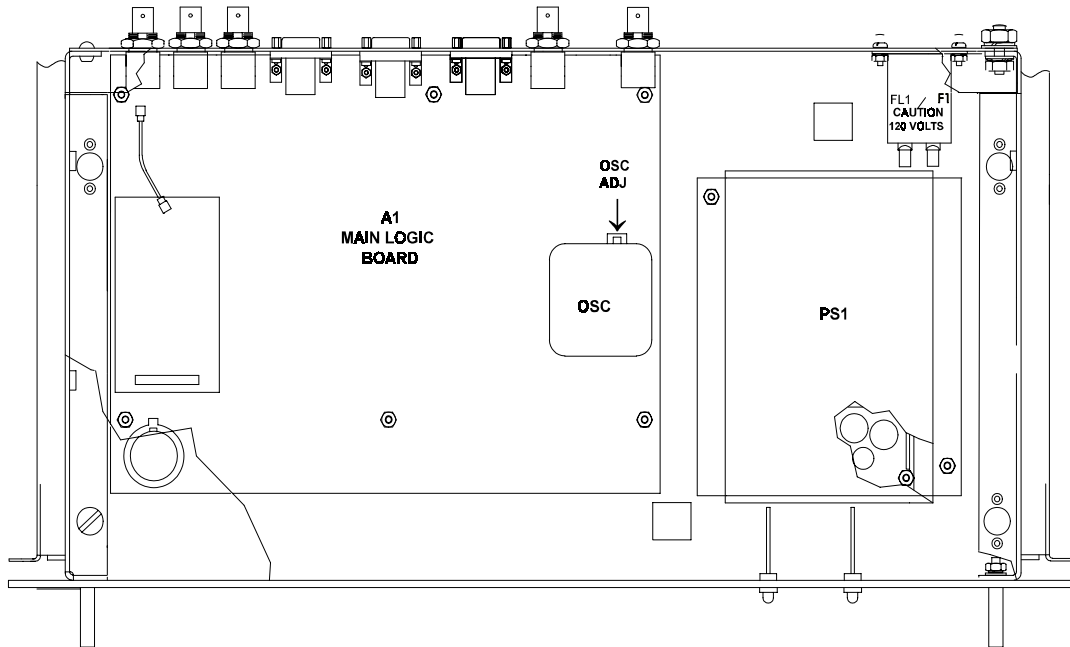 FL1 F1
CAUTION
120 VOLTS
OSC
ADJ
A1
MAIN LOGIC
BOARD
OSC
PS1